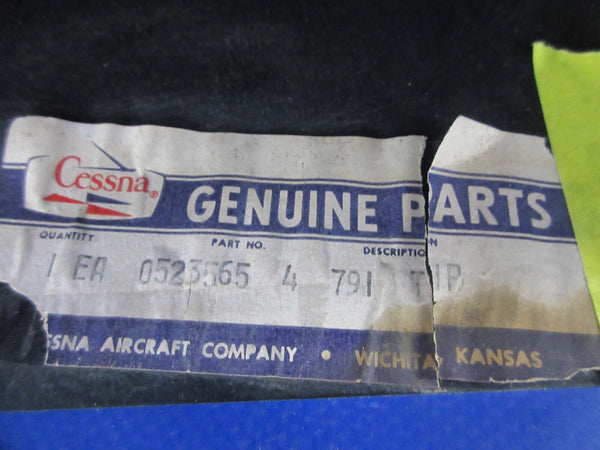 Cessna®
GENUINE PARTS
QUANTITY PART NO. DESCRIPTION
1 EA 0523565 4 791
CESSNA AIRCRAFT COMPANY • WICHITA, KANSAS